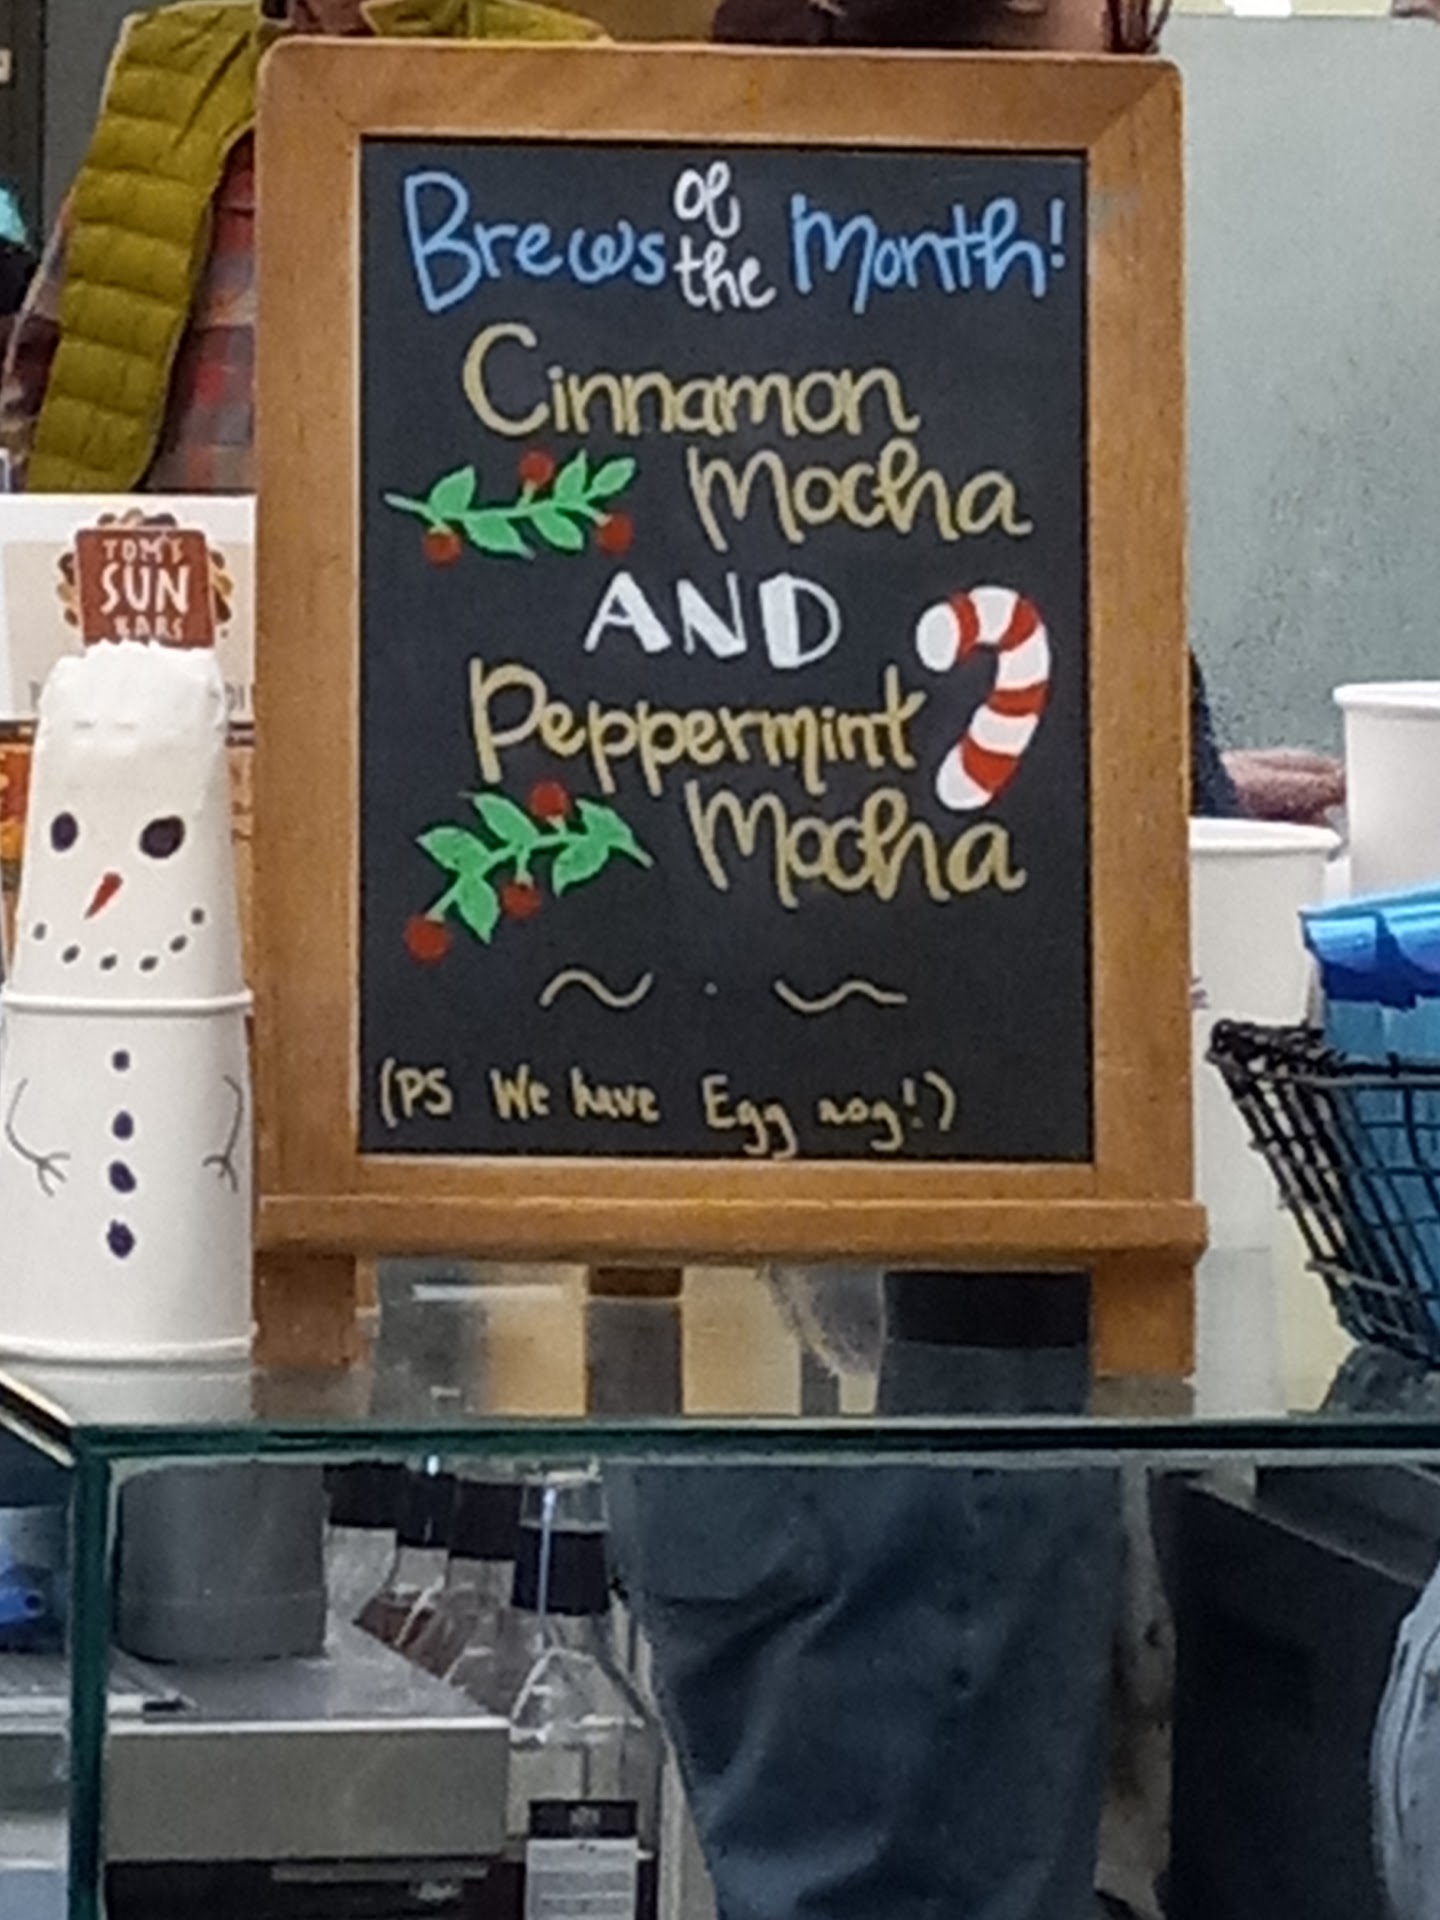 Brews of the Month!
Cinnamon
Mocha
AND
Peppermint
Mocha
(PS We have Egg nog!)
TOM'S
SUN
BARS